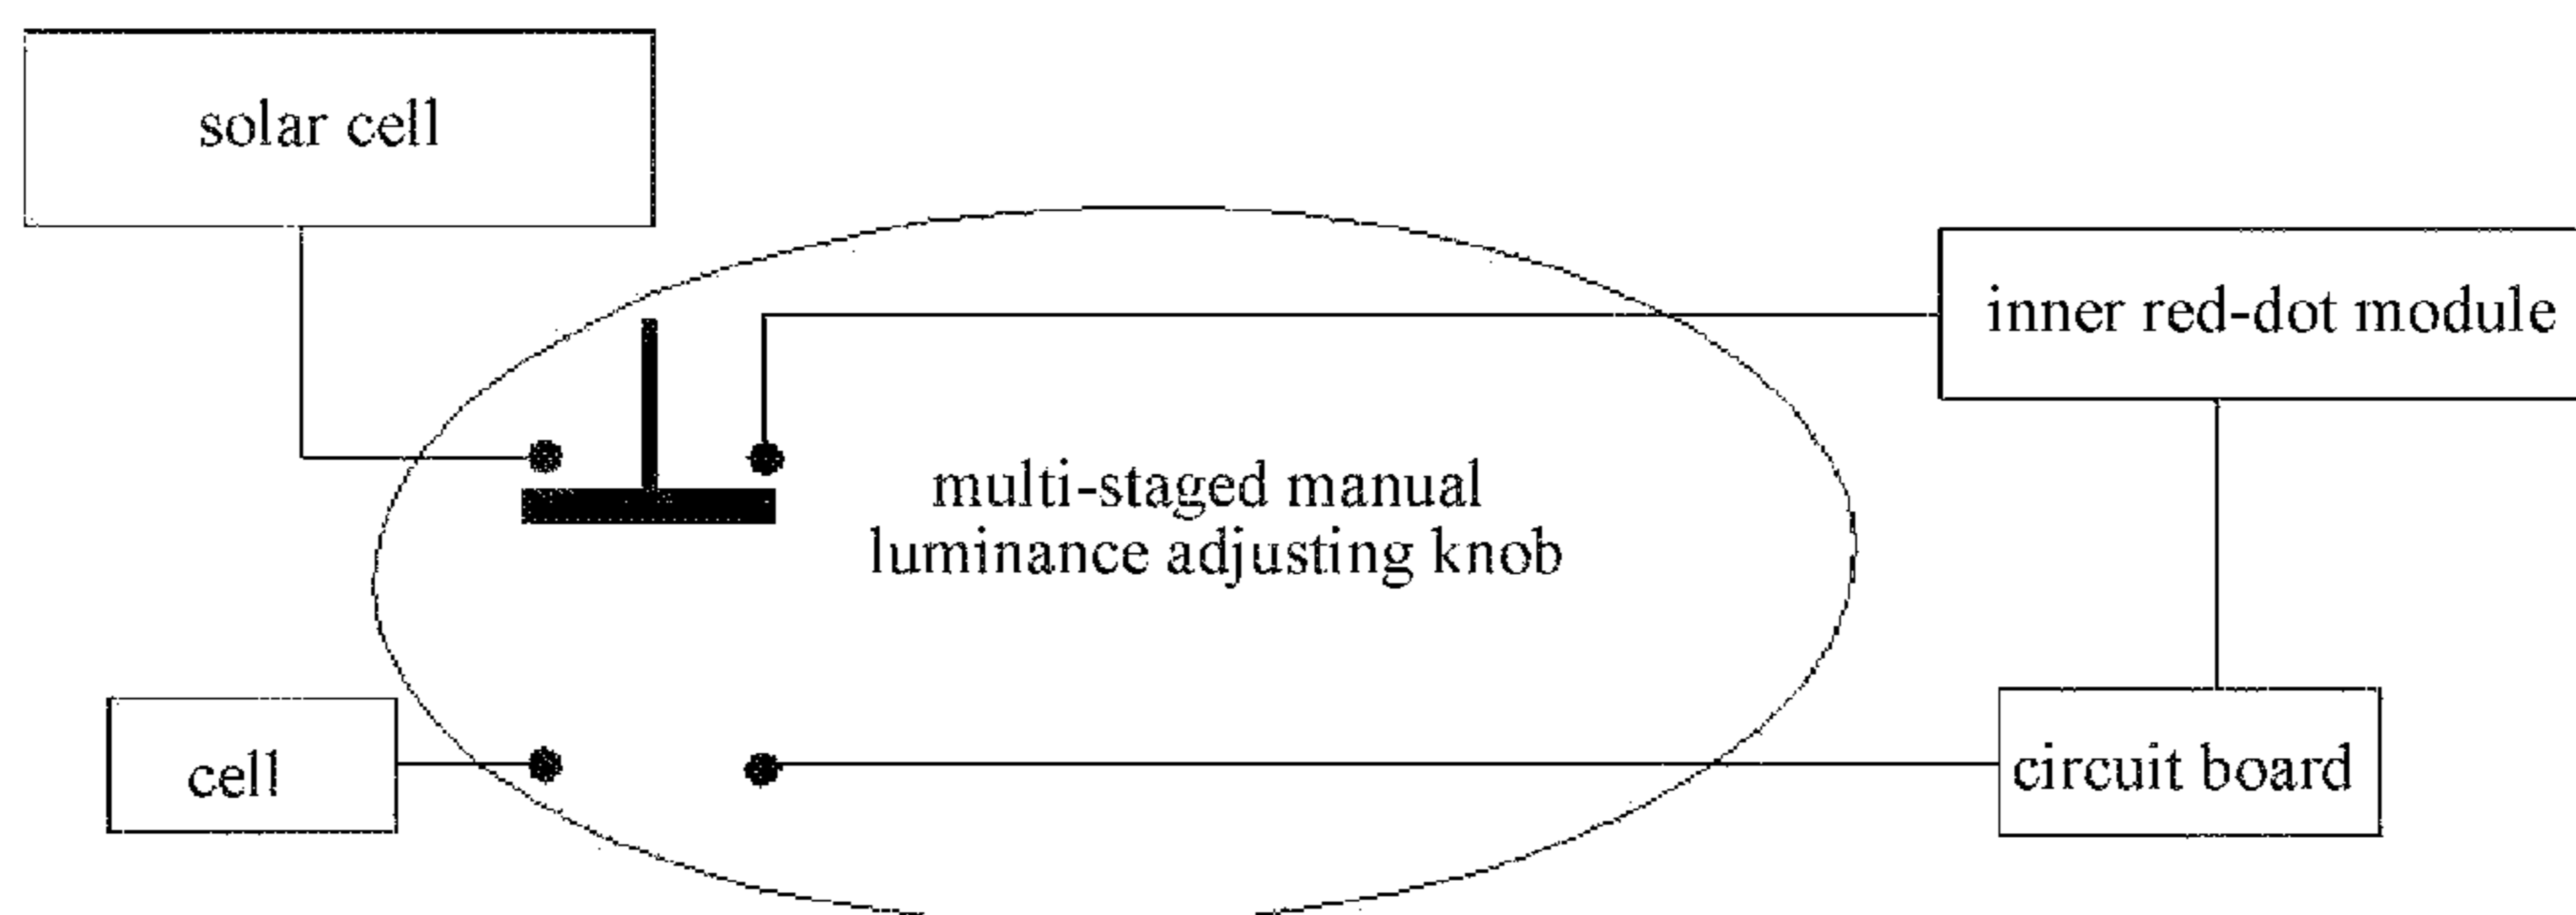 solar cell
inner red-dot module
multi-staged manual
luminance adjusting knob
cell
circuit board